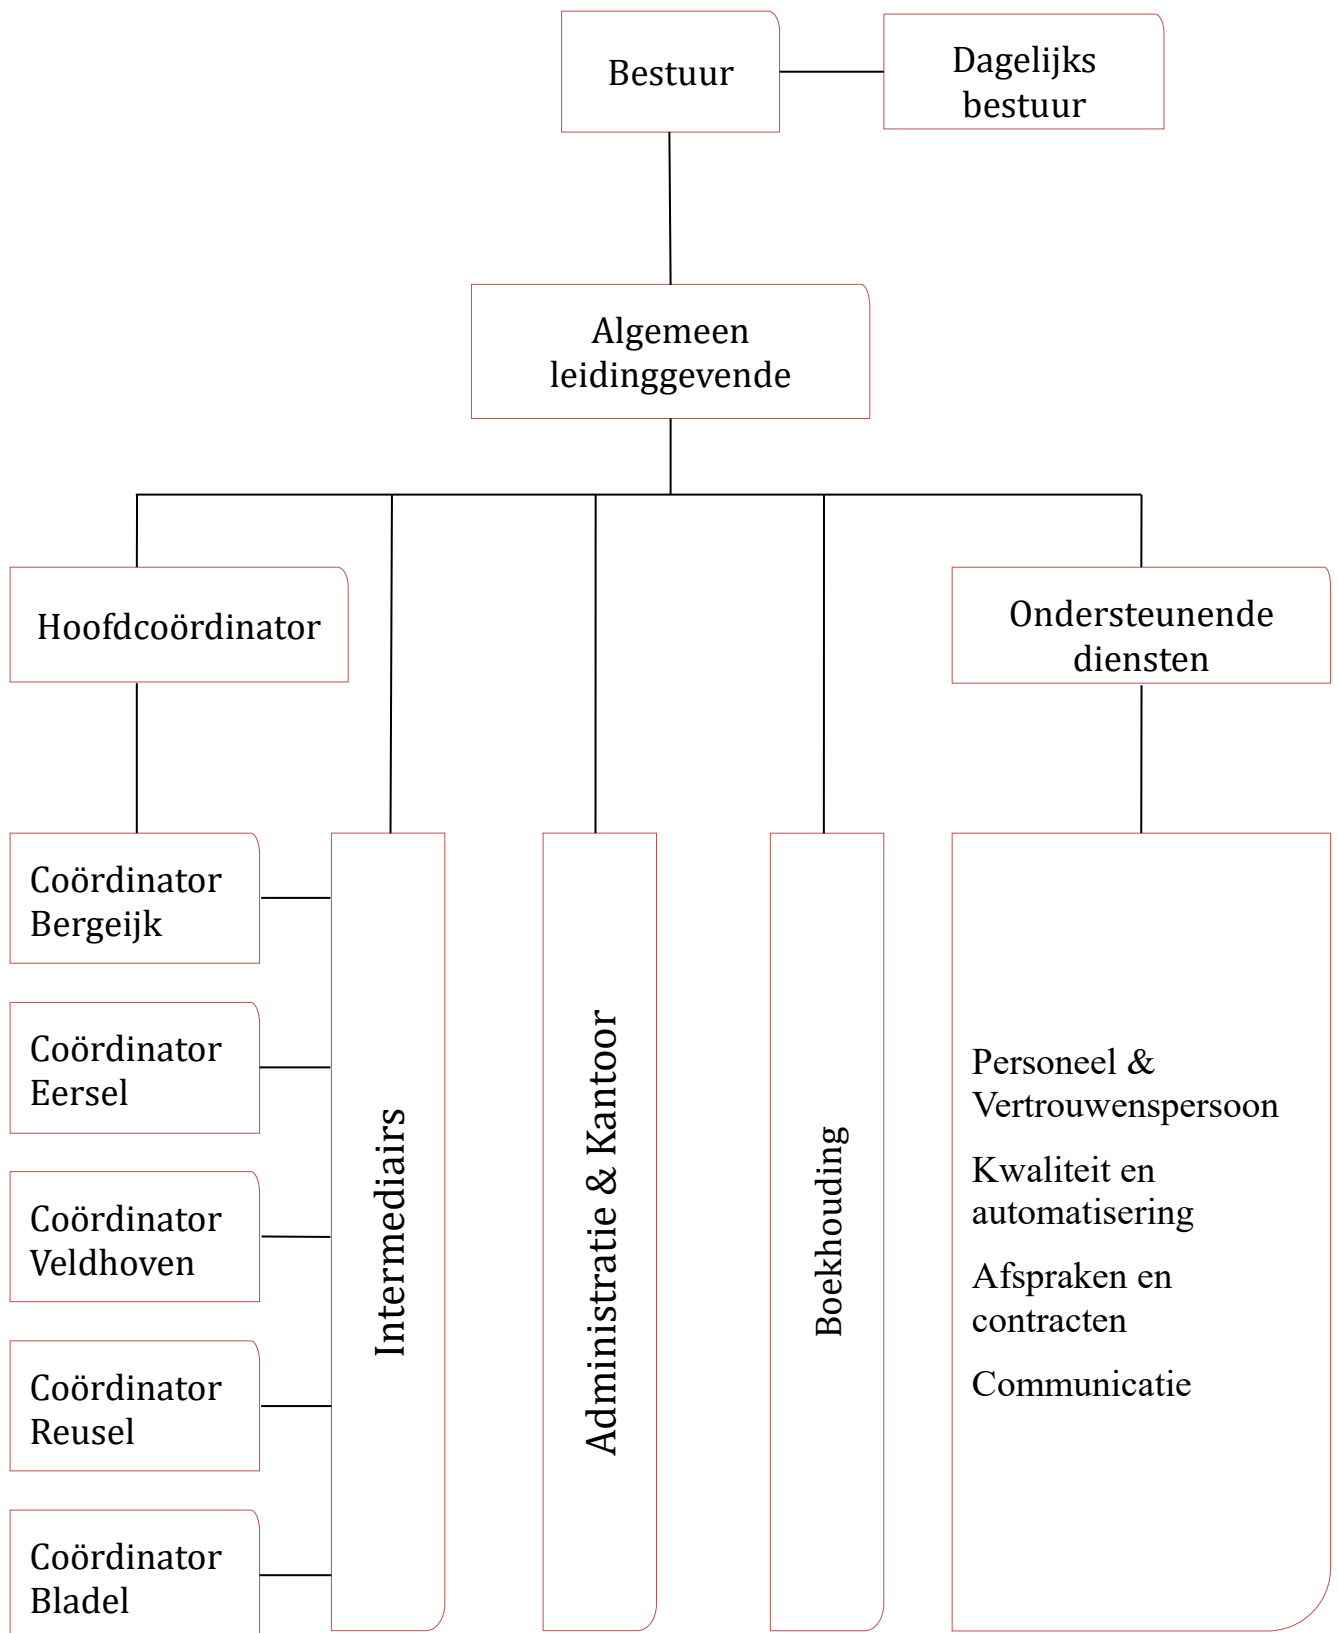 Bestuur
Dagelijks
bestuur
Algemeen
leidinggevende
Hoofdcoördinator
Ondersteunende
diensten
Coördinator
Bergeijk
Coördinator
Eersel
Coördinator
Veldhoven
Coördinator
Reusel
Coördinator
Bladel
Intermediairs
Administratie & Kantoor
Boekhouding
Personeel &
Vertrouwenspersoon
Kwaliteit en
automatisering
Afspraken en
contracten
Communicatie